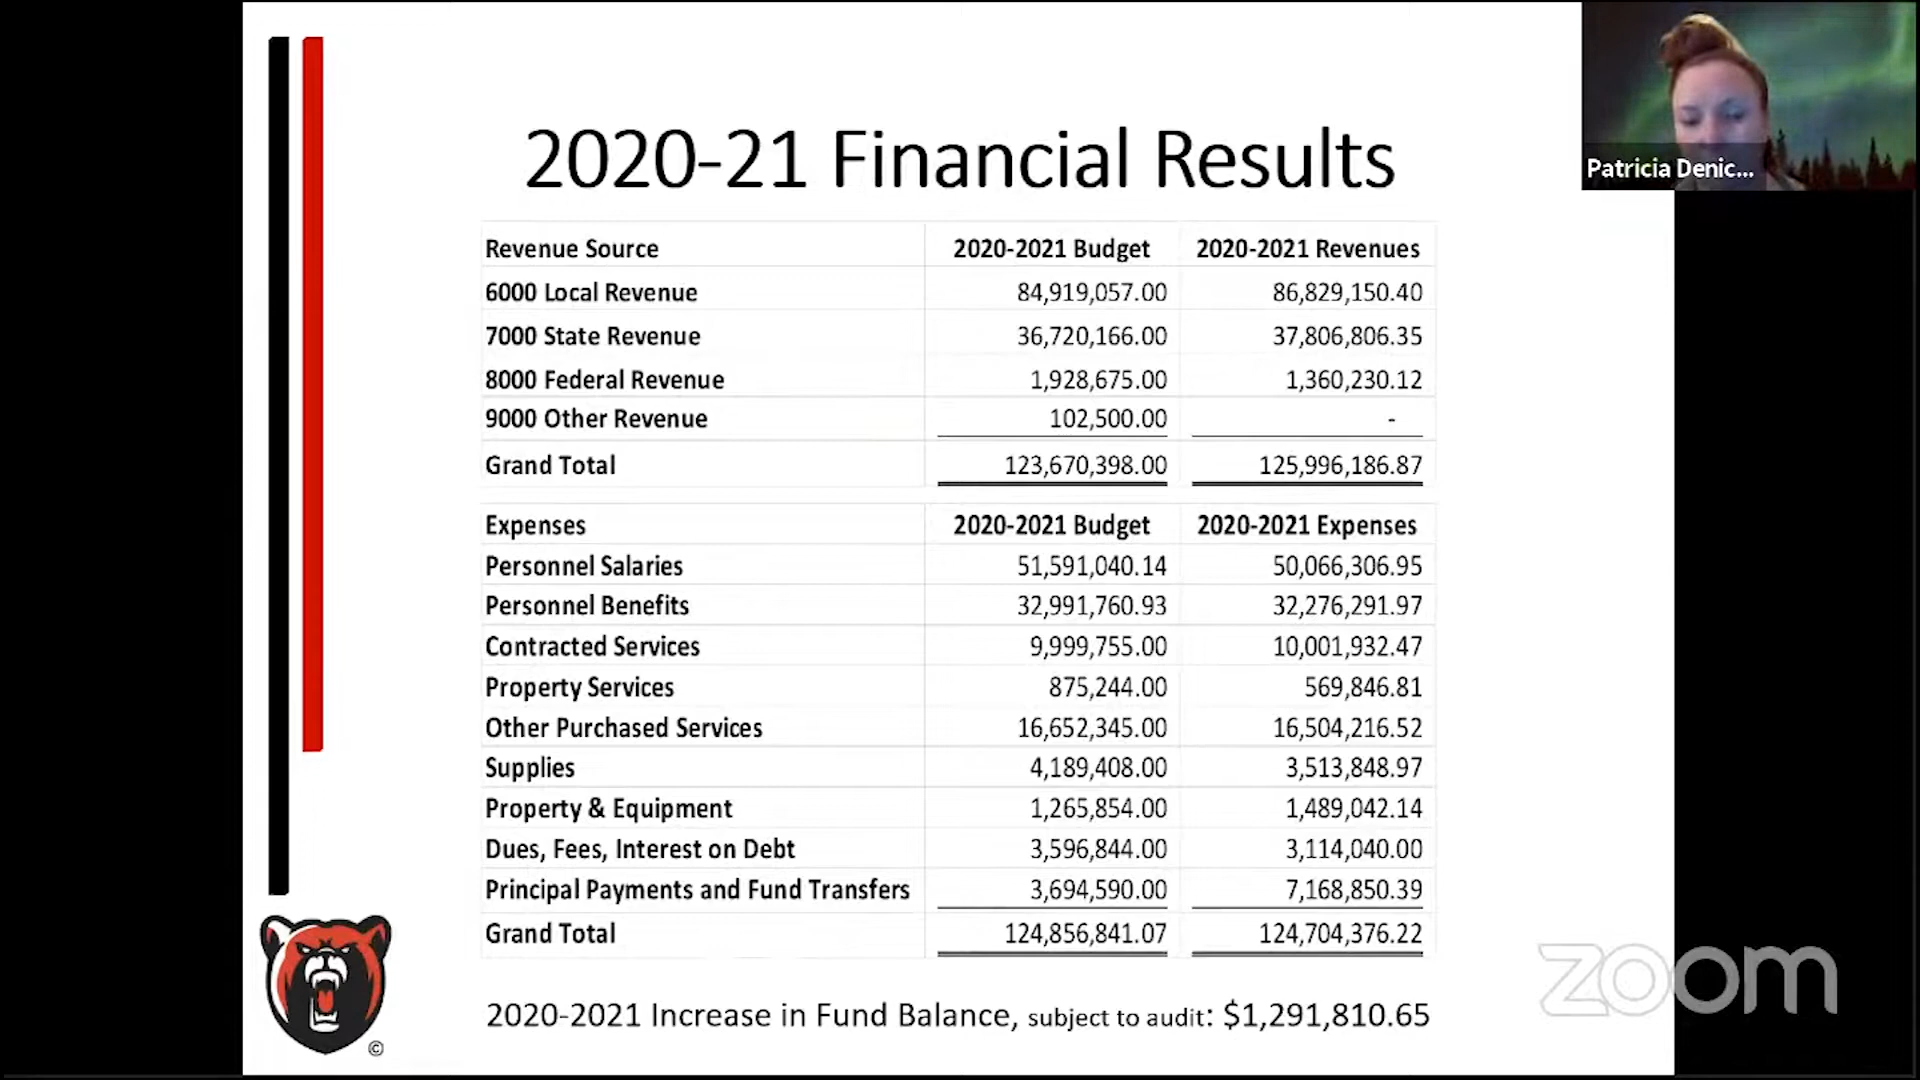 Patricia Denic...
2020-21 Financial Results
Revenue Source 2020-2021 Budget 2020-2021 Revenues
6000 Local Revenue 84,919,057.00 86,829,150.40
7000 State Revenue 36,720,166.00 37,806,806.35
8000 Federal Revenue 1,928,675.00 1,360,230.12
9000 Other Revenue 102,500.00 -
Grand Total 123,670,398.00 125,996,186.87
Expenses 2020-2021 Budget 2020-2021 Expenses
Personnel Salaries 51,591,040.14 50,066,306.95
Personnel Benefits 32,991,760.93 32,276,291.97
Contracted Services 9,999,755.00 10,001,932.47
Property Services 875,244.00 569,846.81
Other Purchased Services 16,652,345.00 16,504,216.52
Supplies 4,189,408.00 3,513,848.97
Property & Equipment 1,265,854.00 1,489,042.14
Dues, Fees, Interest on Debt 3,596,844.00 3,114,040.00
Principal Payments and Fund Transfers 3,694,590.00 7,168,850.39
Grand Total 124,856,841.07 124,704,376.22
2020-2021 Increase in Fund Balance, subject to audit: $1,291,810.65
©
zoom